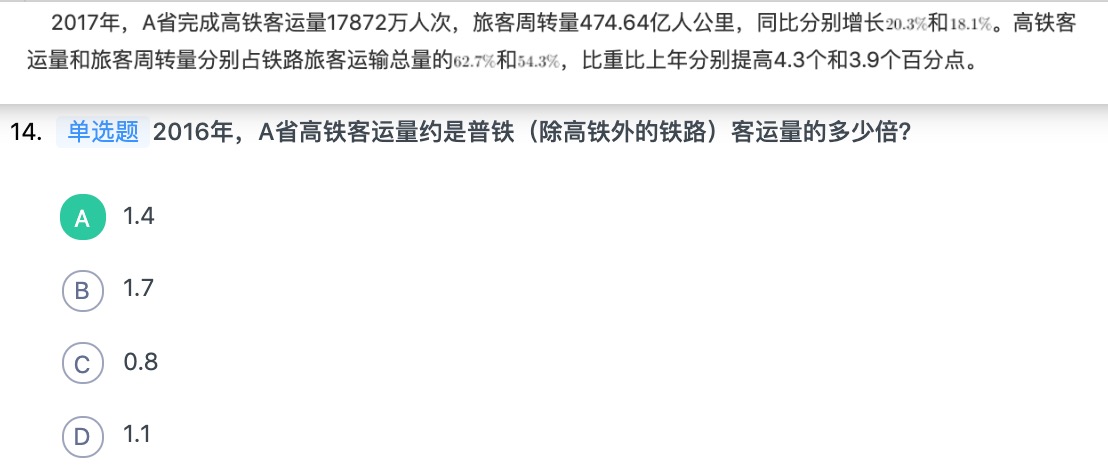 2017年，A省完成高铁客运量17872万人次，旅客周转量474.64亿人公里，同比分别增长20.3%和18.1%。高铁客
运量和旅客周转量分别占铁路旅客运输总量的62.7%和54.3%，比重比上年分别提高4.3个和3.9个百分点。
14. 单选题 2016年，A省高铁客运量约是普铁（除高铁外的铁路）客运量的多少倍？
A 1.4
B 1.7
C 0.8
D 1.1